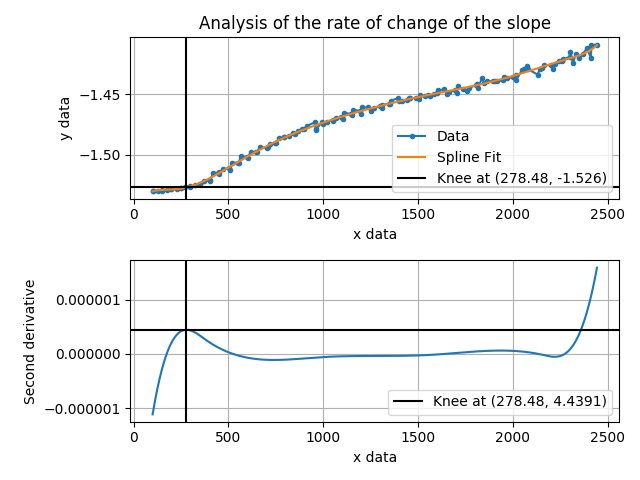 Analysis of the rate of change of the slope
y data
−1.45
−1.50
Data
Spline Fit
Knee at (278.48, -1.526)
0 500 1000 1500 2000 2500
x data
Second derivative
0.000001
0.000000
−0.000001
Knee at (278.48, 4.4391)
0 500 1000 1500 2000 2500
x data